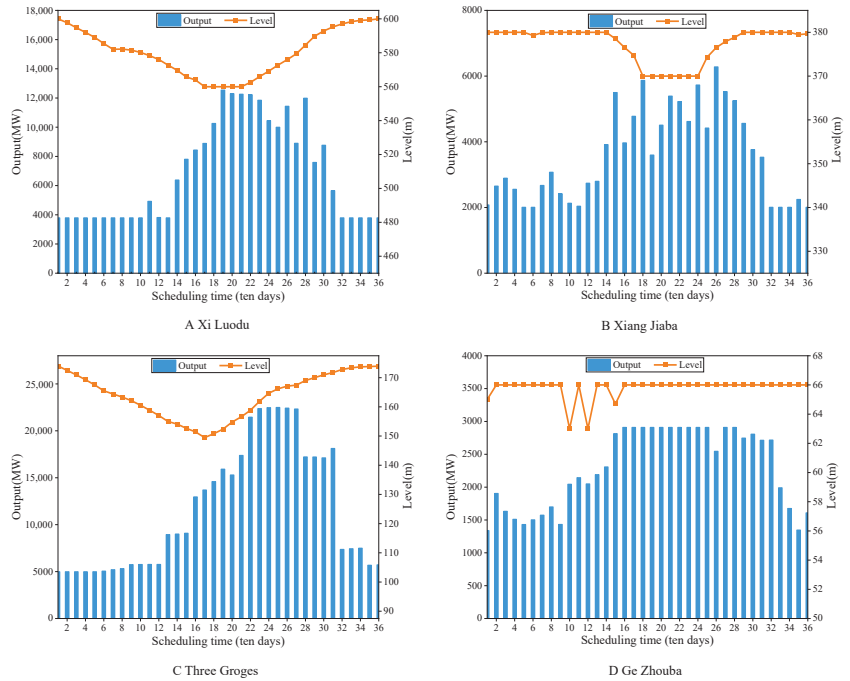 Output Level
18,000
16,000
14,000
12,000
10,000
8000
6000
4000
2000
0
Output(MW)
600
580
560
540
520
500
480
460
Level(m)
2 4 6 8 10 12 14 16 18 20 22 24 26 28 30 32 34 36
Scheduling time (ten days)
A Xi Luodu
Output Level
8000
6000
4000
2000
0
Output(MW)
380
370
360
350
340
330
Level(m)
2 4 6 8 10 12 14 16 18 20 22 24 26 28 30 32 34 36
Scheduling time (ten days)
B Xiang Jiaba
Output Level
25,000
20,000
15,000
10,000
5000
0
Output(MW)
170
160
150
140
130
120
110
100
90
Level(m)
2 4 6 8 10 12 14 16 18 20 22 24 26 28 30 32 34 36
Scheduling time (ten days)
C Three Groges
Output Level
4000
3500
3000
2500
2000
1500
1000
500
0
Output(MW)
68
66
64
62
60
58
56
54
52
50
Level(m)
2 4 6 8 10 12 14 16 18 20 22 24 26 28 30 32 34 36
Scheduling time (ten days)
D Ge Zhouba